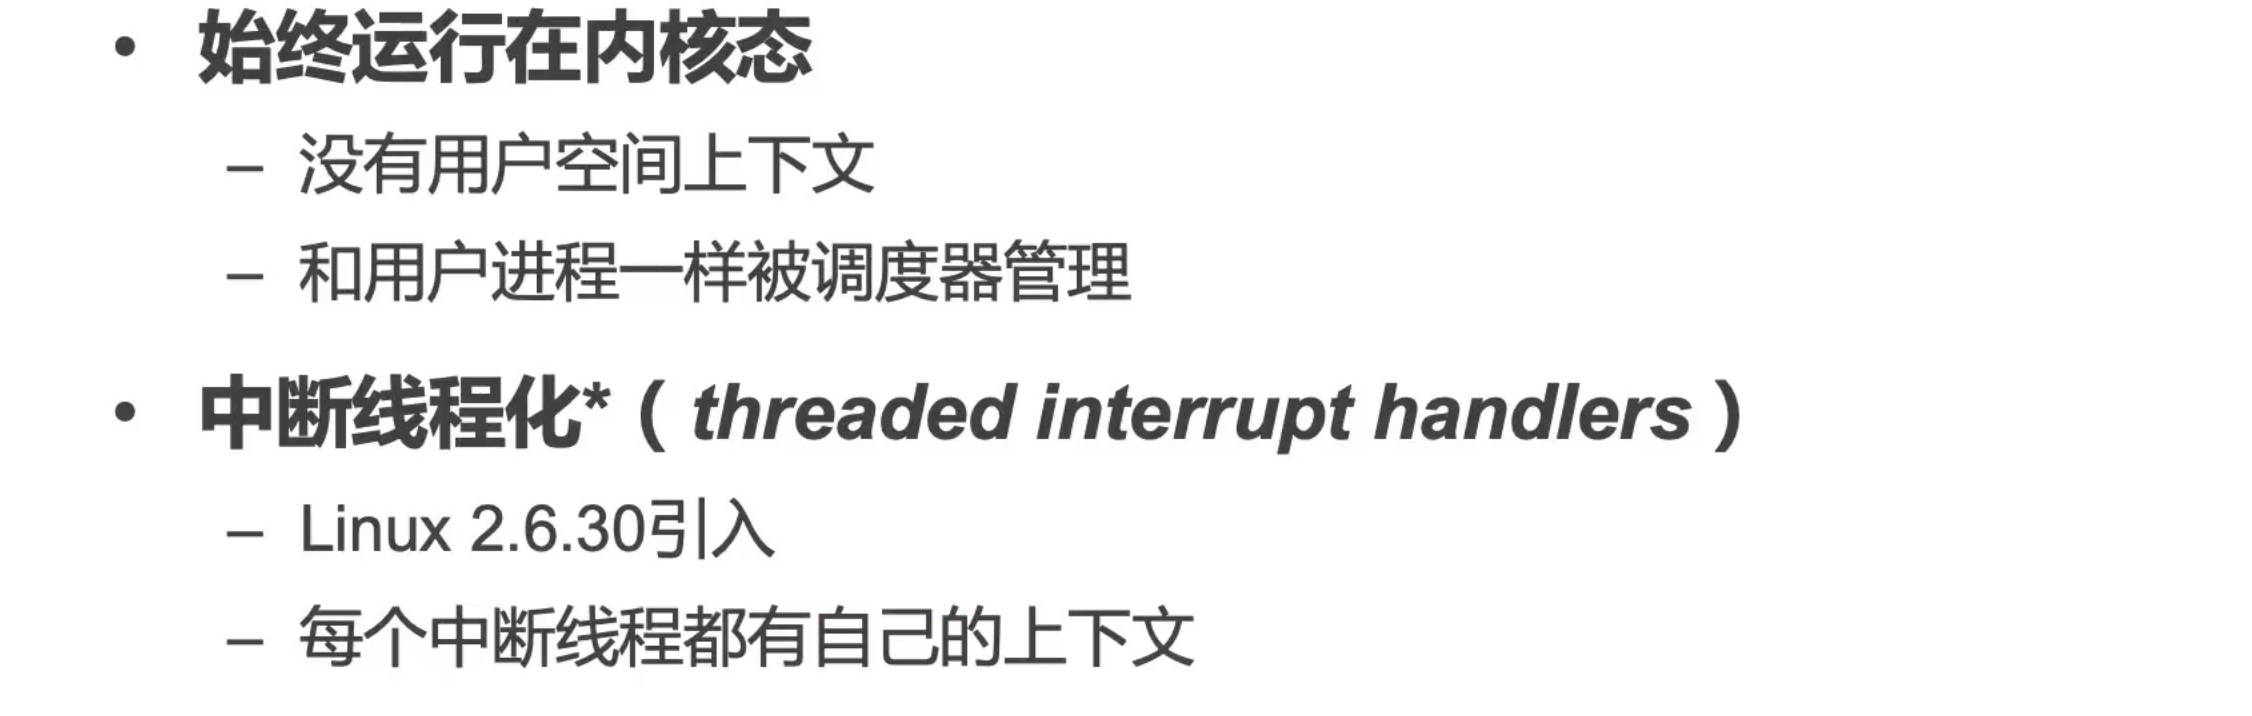 • 始终运行在内核态
– 没有用户空间上下文
– 和用户进程一样被调度器管理
• 中断线程化*（threaded interrupt handlers）
– Linux 2.6.30引入
– 每个中断线程都有自己的上下文